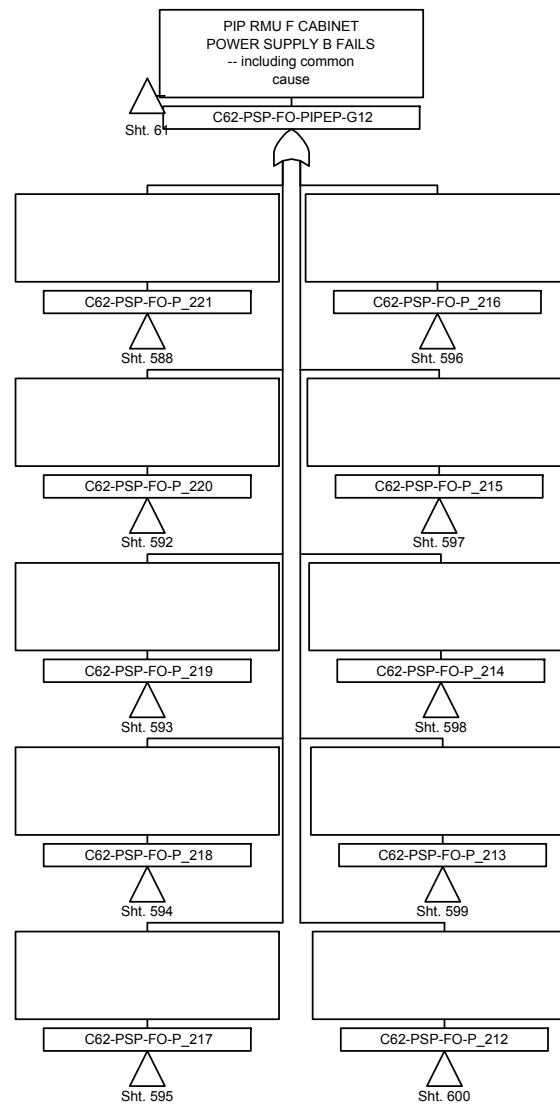 PIP RMU F CABINET
POWER SUPPLY B FAILS
-- including common
cause
Sht. 61
C62-PSP-FO-PIPEP-G12
C62-PSP-FO-P_221
Sht. 588
C62-PSP-FO-P_216
Sht. 596
C62-PSP-FO-P_220
Sht. 592
C62-PSP-FO-P_215
Sht. 597
C62-PSP-FO-P_219
Sht. 593
C62-PSP-FO-P_214
Sht. 598
C62-PSP-FO-P_218
Sht. 594
C62-PSP-FO-P_213
Sht. 599
C62-PSP-FO-P_217
Sht. 595
C62-PSP-FO-P_212
Sht. 600